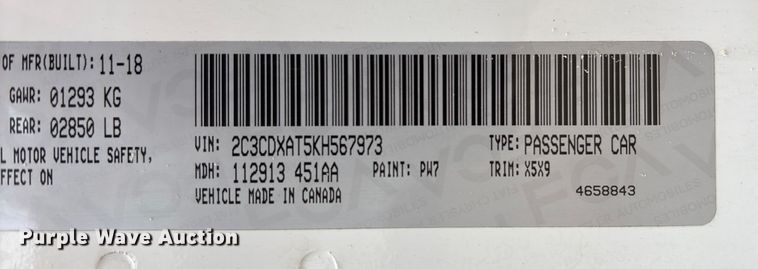 OF MFR(BUILT): 11-18
GAWR: 01293 KG
REAR: 02850 LB
L MOTOR VEHICLE SAFETY,
FFECT ON
VIN: 2C3CDXAT5KH567973
TYPE: PASSENGER CAR
MDH: 112913 451AA
PAINT: PW7
TRIM: X5X9
VEHICLE MADE IN CANADA
4658843
Purple Wave Auction